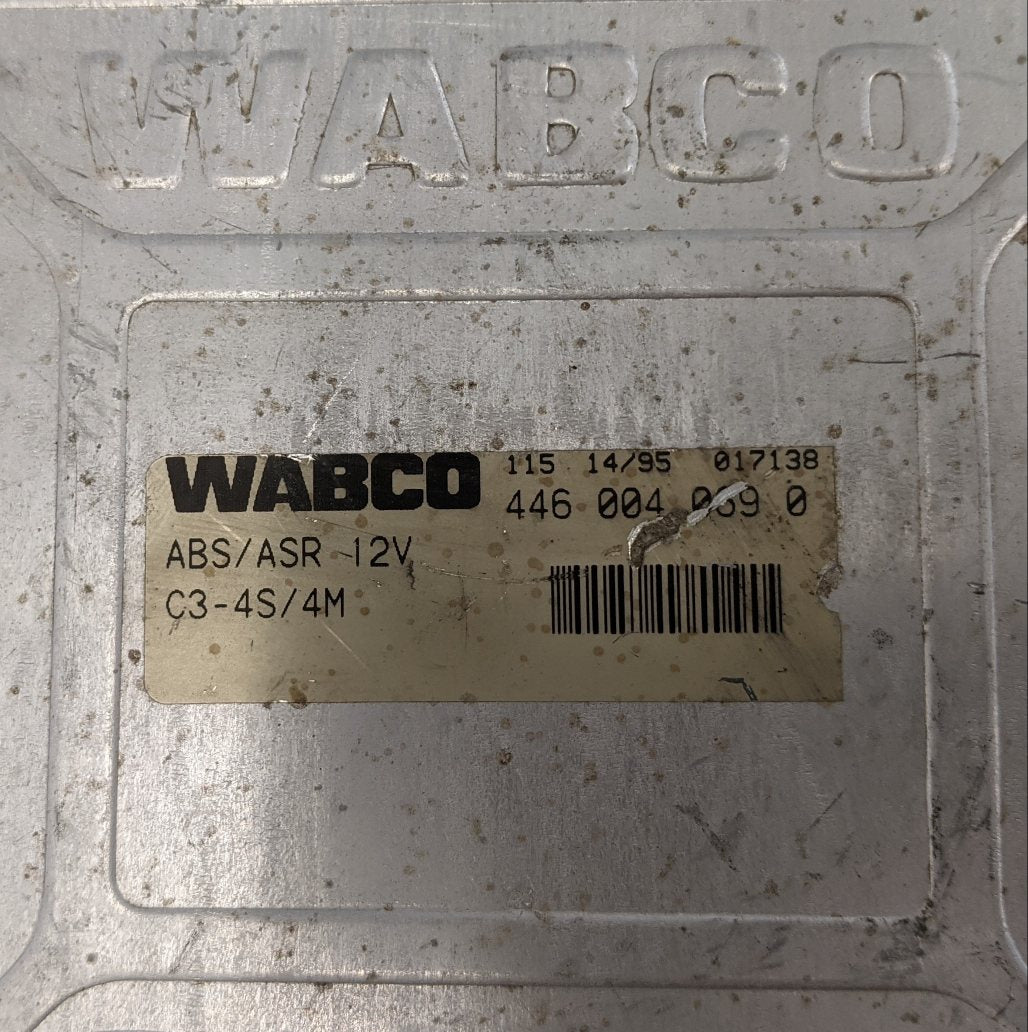 WABCO
WABCO 115 14/95 017138
446 004 0
ABS/ASR 12V
C3-4S/4M